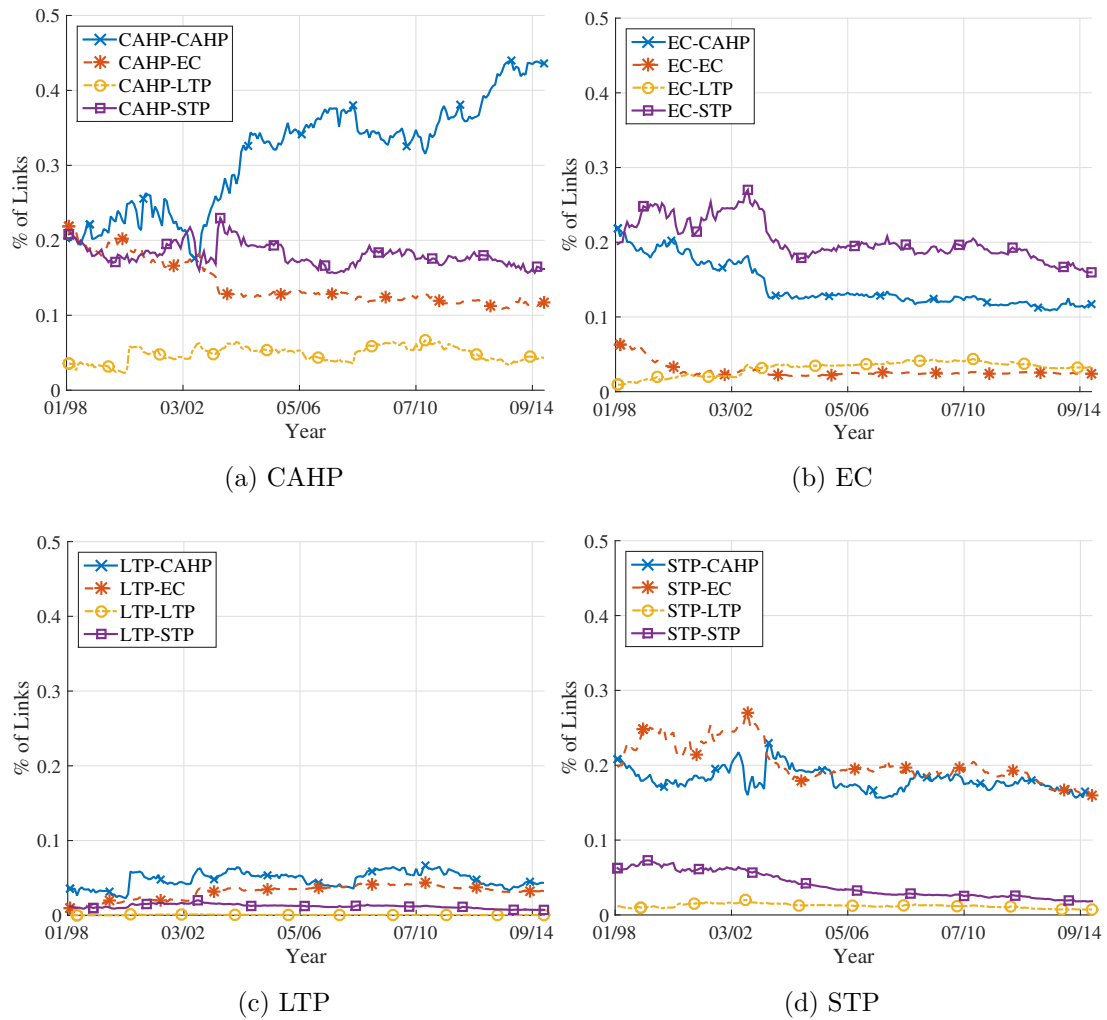 0.5
0.4
0.3
0.2
0.1
0
% of Links
CAHP-CAHP
CAHP-EC
CAHP-LTP
CAHP-STP
01/98 03/02 05/06 07/10 09/14
Year
(a) CAHP
0.5
0.4
0.3
0.2
0.1
0
% of Links
EC-CAHP
EC-EC
EC-LTP
EC-STP
01/98 03/02 05/06 07/10 09/14
Year
(b) EC
0.5
0.4
0.3
0.2
0.1
0
% of Links
LTP-CAHP
LTP-EC
LTP-LTP
LTP-STP
01/98 03/02 05/06 07/10 09/14
Year
(c) LTP
0.5
0.4
0.3
0.2
0.1
0
% of Links
STP-CAHP
STP-EC
STP-LTP
STP-STP
01/98 03/02 05/06 07/10 09/14
Year
(d) STP